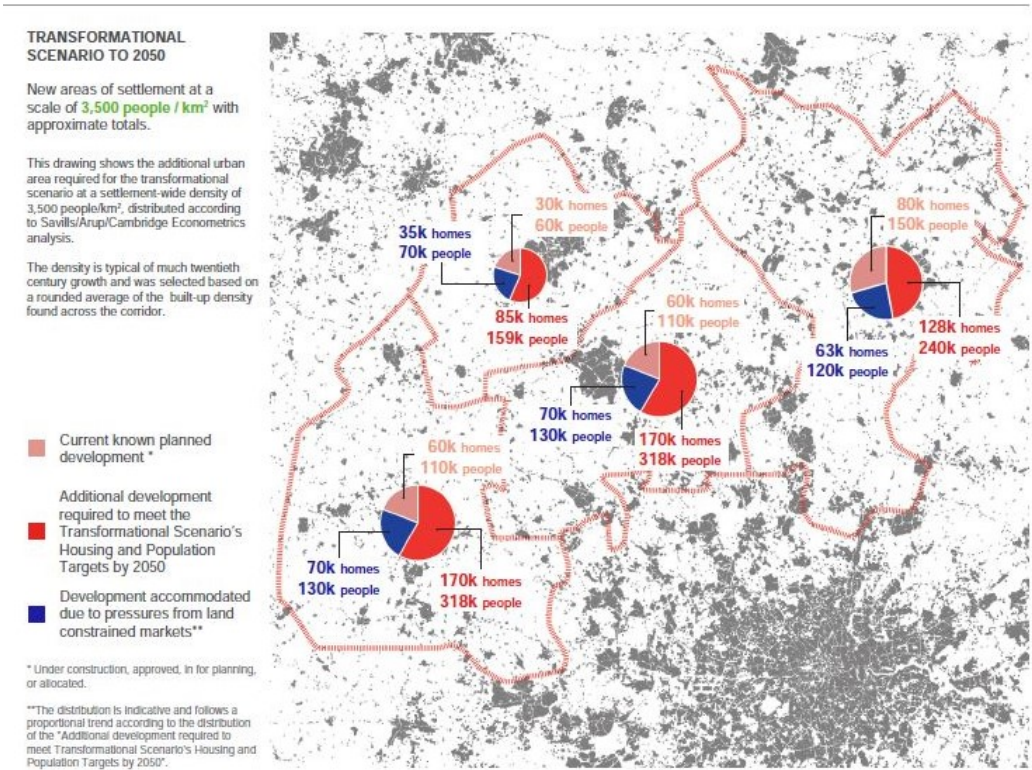 TRANSFORMATIONAL
SCENARIO TO 2050
New areas of settlement at a
scale of 3,500 people / km² with
approximate totals.
This drawing shows the additional urban
area required for the transformational
scenario at a settlement-wide density of
3,500 people/km², distributed according
to Savills/Arup/Cambridge Econometrics
analysis.
The density is typical of much twentieth
century growth and was selected based on
a rounded average of the built-up density
found across the corridor.
Current known planned
development *
Additional development
required to meet the
Transformational Scenario's
Housing and Population
Targets by 2050
Development accommodated
due to pressures from land
constrained markets**
* Under construction, approved, in for planning,
or allocated.
**The distribution is indicative and follows a
proportional trend according to the distribution
of the "Additional development required to
meet Transformational Scenario's Housing and
Population Targets by 2050".
30k homes
60k people
35k homes
70k people
85k homes
159k people
80k homes
150k people
63k homes
120k people
128k homes
240k people
60k homes
110k people
70k homes
130k people
170k homes
318k people
60k homes
110k people
70k homes
130k people
170k homes
318k people